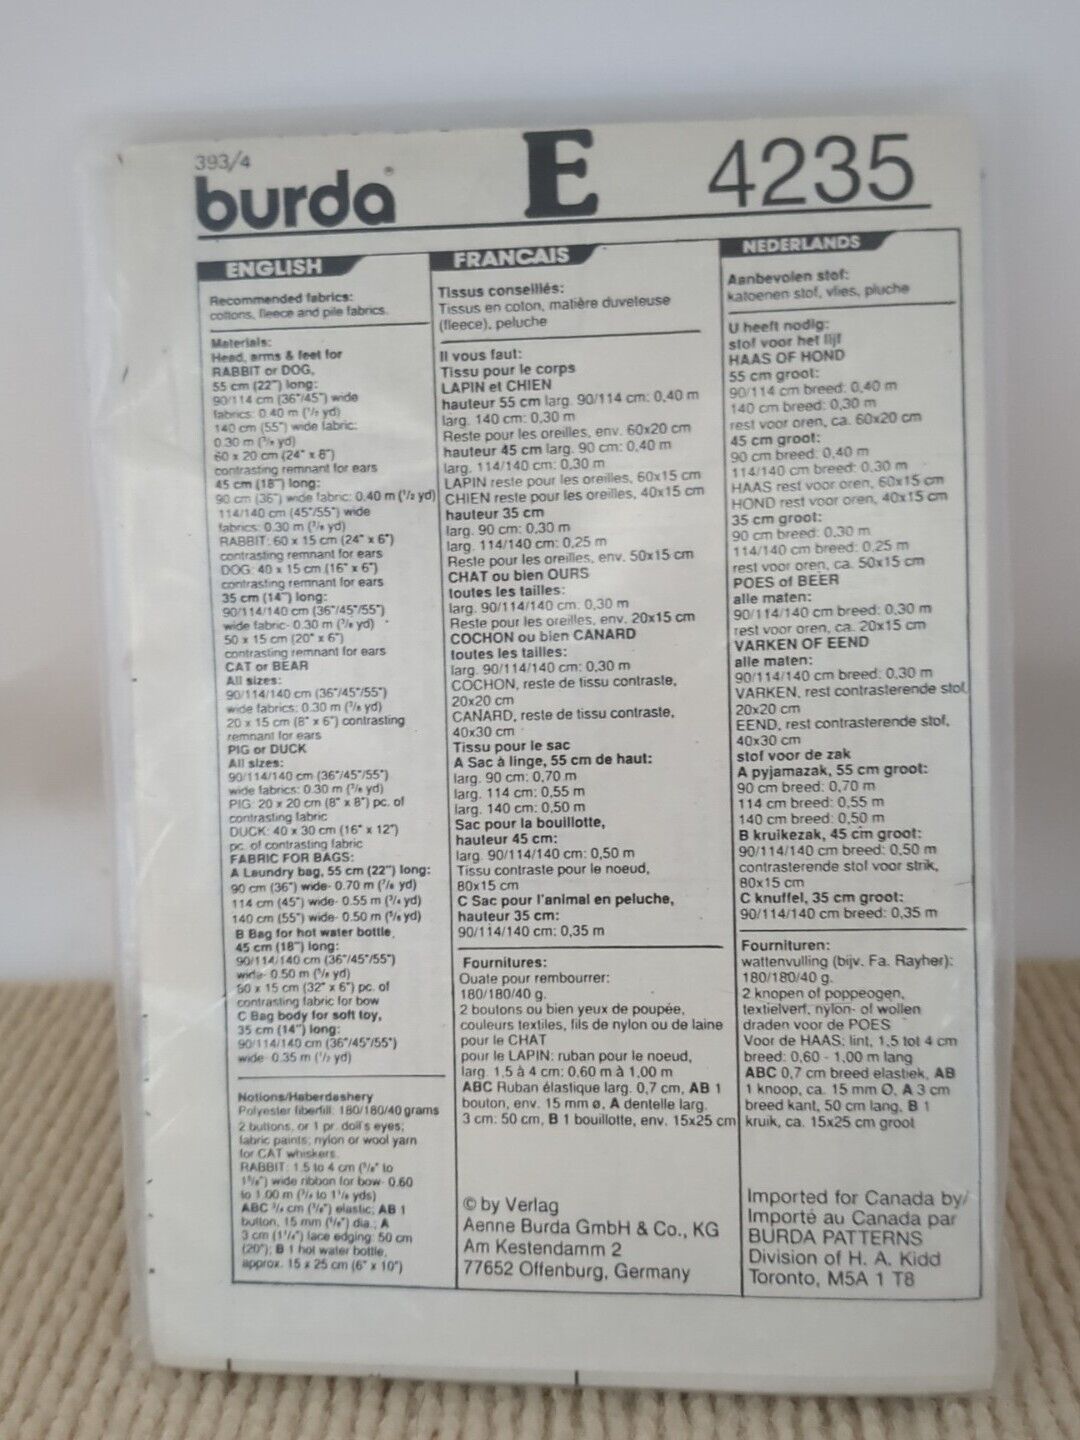 393/4
burda®
E
4235
ENGLISH
Recommended fabrics:
cottons, fleece and pile fabrics.
Materials:
Head, arms & feet for
RABBIT or DOG,
55 cm (22") long:
90/114 cm (36"/45") wide
fabrics: 0.40 m (1/2 yd)
140 cm (55") wide fabric:
0.30 m (3/8 yd)
60 x 20 cm (24" x 8")
contrasting remnant for ears
45 cm (18") long:
90 cm (36") wide fabric: 0.40 m (1/2 yd)
114/140 cm (45"/55") wide
fabrics: 0.30 m (3/8 yd)
RABBIT: 60 x 15 cm (24" x 6")
contrasting remnant for ears
DOG: 40 x 15 cm (16" x 6")
contrasting remnant for ears
35 cm (14") long:
90/114/140 cm (36"/45"/55")
wide fabric- 0.30 m (3/8 yd)
50 x 15 cm (20" x 6")
contrasting remnant for ears
CAT or BEAR
All sizes:
90/114/140 cm (36"/45"/55")
wide fabrics: 0.30 m (3/8 yd)
20 x 15 cm (8" x 6") contrasting
remnant for ears
PIG or DUCK
All sizes:
90/114/140 cm (36"/45"/55")
wide fabrics: 0.30 m (3/8 yd)
PIG: 20 x 20 cm (8" x 8") pc. of
contrasting fabric
DUCK: 40 x 30 cm (16" x 12")
pc. of contrasting fabric
FABRIC FOR BAGS:
A Laundry bag, 55 cm (22") long:
90 cm (36") wide- 0.70 m (7/8 yd)
114 cm (45") wide- 0.55 m (3/4 yd)
140 cm (55") wide- 0.50 m (5/8 yd)
B Bag for hot water bottle,
45 cm (18") long:
90/114/140 cm (36"/45"/55")
wide- 0.50 m (5/8 yd)
80 x 15 cm (32" x 6") pc. of
contrasting fabric for bow
C Bag body for soft toy,
35 cm (14") long:
90/114/140 cm (36"/45"/55")
wide- 0.35 m (1/2 yd)
Notions/Haberdashery
Polyester fiberfill: 180/180/40 grams
2 buttons, or 1 pr. doll's eyes;
fabric paints; nylon or wool yarn
for CAT whiskers.
RABBIT: 1.5 to 4 cm (5/8" to
15/8") wide ribbon for bow- 0.60
to 1.00 m (3/4 to 11/8 yds)
ABC 3/4 cm (3/8") elastic; AB 1
button, 15 mm (5/8") dia.; A
3 cm (11/4") lace edging: 50 cm
(20"); B 1 hot water bottle,
approx. 15 x 25 cm (6" x 10")
FRANCAIS
Tissus conseillés:
Tissus en coton, matière duveteuse
(fleece), peluche
Il vous faut:
Tissu pour le corps
LAPIN et CHIEN
hauteur 55 cm larg. 90/114 cm: 0,40 m
larg. 140 cm: 0,30 m
Reste pour les oreilles, env. 60x20 cm
hauteur 45 cm larg. 90 cm: 0,40 m
larg. 114/140 cm: 0,30 m
LAPIN reste pour les oreilles, 60x15 cm
CHIEN reste pour les oreilles, 40x15 cm
hauteur 35 cm
larg. 90 cm: 0,30 m
larg. 114/140 cm: 0,25 m
Reste pour les oreilles, env. 50x15 cm
CHAT ou bien OURS
toutes les tailles:
larg. 90/114/140 cm: 0,30 m
Reste pour les oreilles, env. 20x15 cm
COCHON ou bien CANARD
toutes les tailles:
larg. 90/114/140 cm: 0,30 m
COCHON, reste de tissu contraste,
20x20 cm
CANARD, reste de tissu contraste,
40x30 cm
Tissu pour le sac
A Sac à linge, 55 cm de haut:
larg. 90 cm: 0,70 m
larg. 114 cm: 0,55 m
larg. 140 cm: 0,50 m
Sac pour la bouillotte,
hauteur 45 cm:
larg. 90/114/140 cm: 0,50 m
Tissu contraste pour le noeud,
80x15 cm
C Sac pour l'animal en peluche,
hauteur 35 cm:
90/114/140 cm: 0,35 m
Fournitures:
Ouate pour rembourrer:
180/180/40 g.
2 boutons ou bien yeux de poupée,
couleurs textiles, fils de nylon ou de laine
pour le CHAT
pour le LAPIN: ruban pour le noeud,
larg. 1,5 à 4 cm: 0,60 m à 1,00 m
ABC Ruban élastique larg. 0,7 cm, AB 1
bouton, env. 15 mm ø, A dentelle larg.
3 cm: 50 cm, B 1 bouillotte, env. 15x25 cm
© by Verlag
Aenne Burda GmbH & Co., KG
Am Kestendamm 2
77652 Offenburg, Germany
NEDERLANDS
Aanbevolen stof:
katoenen stof, vlies, pluche
U heeft nodig:
stof voor het lijf
HAAS OF HOND
55 cm groot:
90/114 cm breed: 0,40 m
140 cm breed: 0,30 m
rest voor oren, ca. 60x20 cm
45 cm groot:
90 cm breed: 0,40 m
114/140 cm breed: 0,30 m
HAAS rest voor oren, 60x15 cm
HOND rest voor oren, 40x15 cm
35 cm groot:
90 cm breed: 0,30 m
114/140 cm breed: 0,25 m
rest voor oren, ca. 50x15 cm
POES of BEER
alle maten:
90/114/140 cm breed: 0,30 m
rest voor oren, ca. 20x15 cm
VARKEN OF EEND
alle maten:
90/114/140 cm breed: 0,30 m
VARKEN, rest contrasterende stof,
20x20 cm
EEND, rest contrasterende stof,
40x30 cm
stof voor de zak
A pyjamazak, 55 cm groot:
90 cm breed: 0,70 m
114 cm breed: 0,55 m
140 cm breed: 0,50 m
B kruikezak, 45 cm groot:
90/114/140 cm breed: 0,50 m
contrasterende stof voor strik,
80x15 cm
C knuffel, 35 cm groot:
90/114/140 cm breed: 0,35 m
Fournituren:
wattenvulling (bijv. Fa. Rayher):
180/180/40 g.
2 knopen of poppeogen,
textielverf, nylon- of wollen
draden voor de POES
Voor de HAAS: lint, 1,5 tot 4 cm
breed: 0,60 - 1,00 m lang
ABC 0,7 cm breed elastiek, AB
1 knoop, ca. 15 mm Ø, A 3 cm
breed kant, 50 cm lang, B 1
kruik, ca. 15x25 cm groot
Imported for Canada by/
Importé au Canada par
BURDA PATTERNS
Division of H. A. Kidd
Toronto, M5A 1 T8